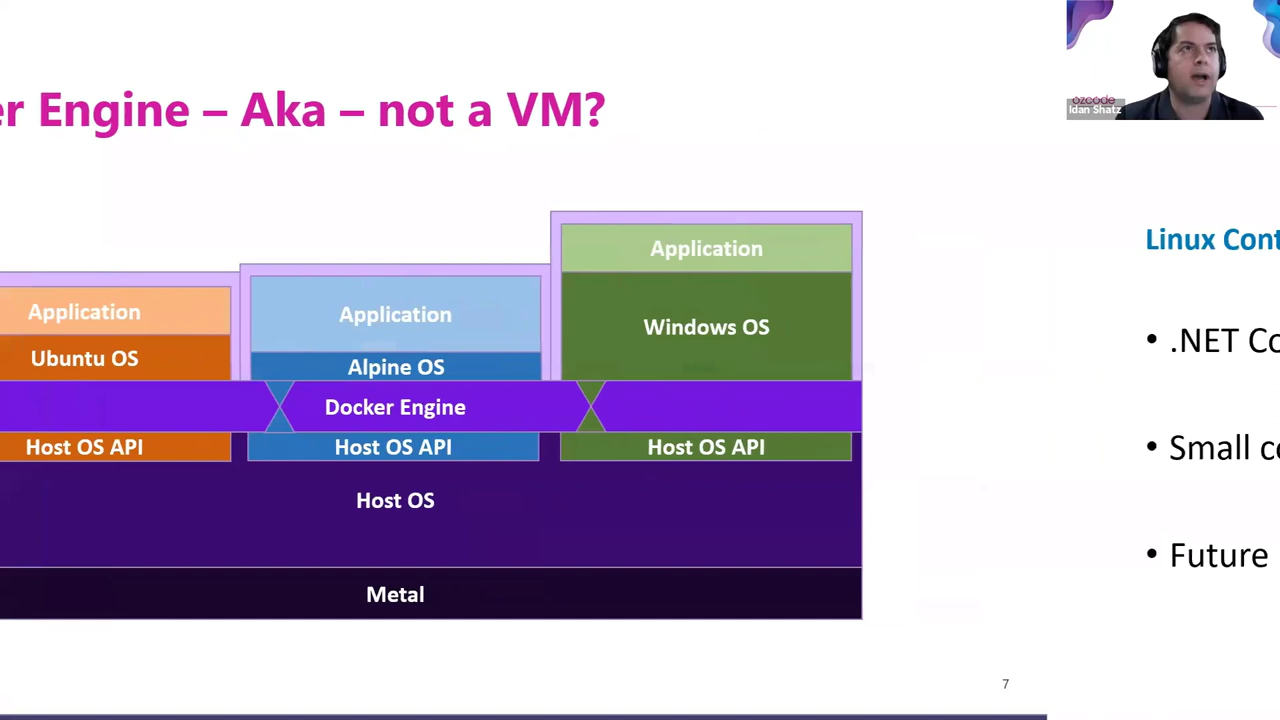 er Engine – Aka – not a VM?
ozcode
Idan Shatz
Application
Ubuntu OS
Application
Alpine OS
Application
Windows OS
Docker Engine
Host OS API
Host OS API
Host OS API
Host OS
Metal
7
Linux Cont
• .NET Co
• Small co
• Future